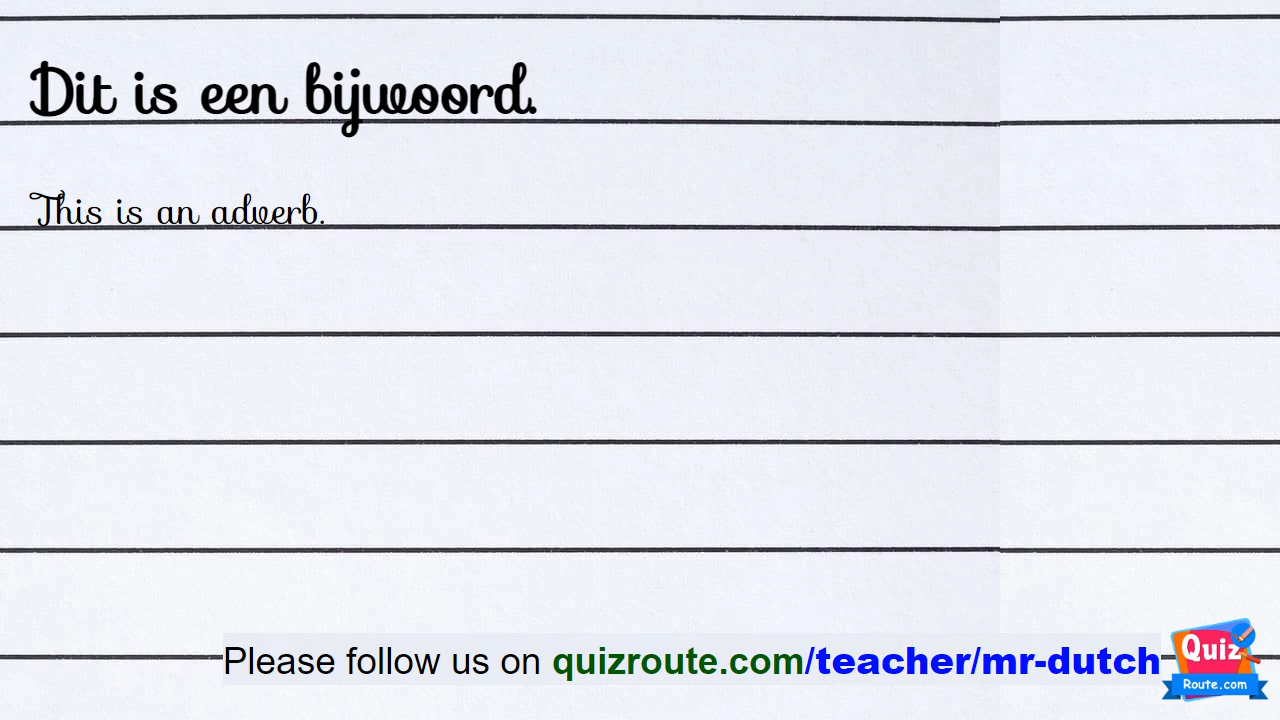 Dit is een bijwoord.
This is an adverb.
Please follow us on quizroute.com/teacher/mr-dutch
Quiz
Route.com